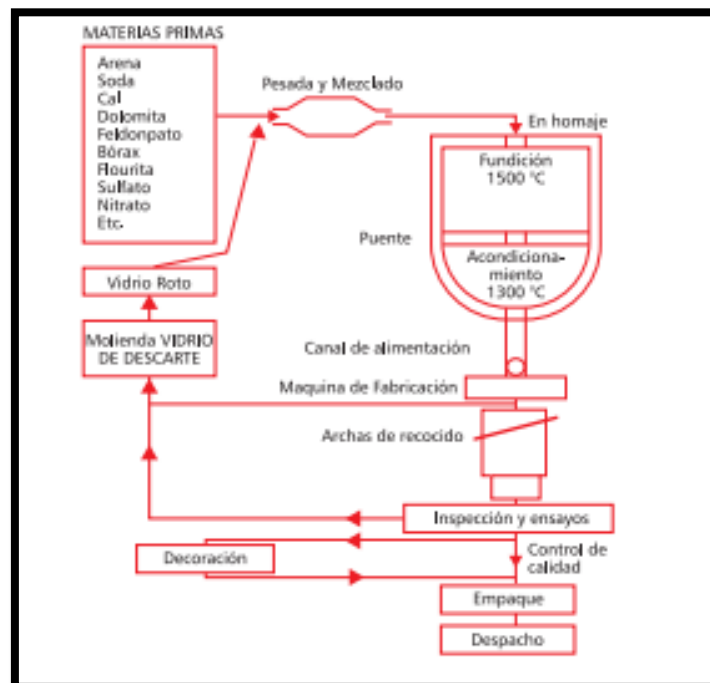 MATERIAS PRIMAS
Arena
Soda
Cal
Dolomita
Feldonpato
Bórax
Flourita
Sulfato
Nitrato
Etc.
Pesada y Mezclado
En homaje
Fundición
1500 °C
Puente
Acondiciona-
miento
1300 °C
Vidrio Roto
Molienda VIDRIO
DE DESCARTE
Canal de alimentación
Maquina de Fabricación
Archas de recocido
Inspección y ensayos
Decoración
Control de
calidad
Empaque
Despacho